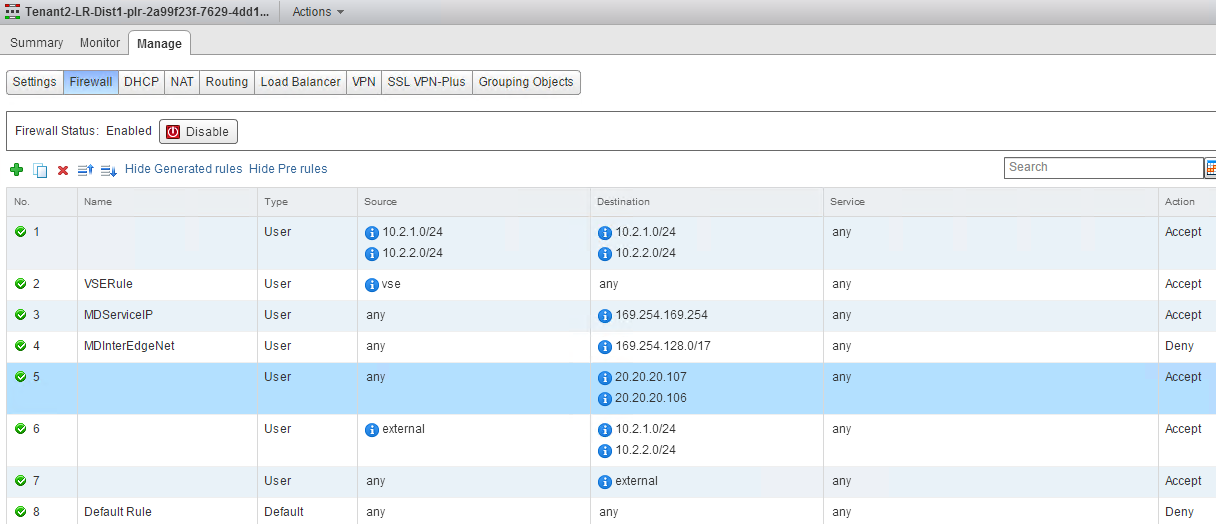 Tenant2-LR-Dist1-plr-2a99f23f-7629-4dd1... Actions
Summary Monitor Manage
Settings Firewall DHCP NAT Routing Load Balancer VPN SSL VPN-Plus Grouping Objects
Firewall Status: Enabled Disable
Hide Generated rules Hide Pre rules Search
No. Name Type Source Destination Service Action
1 User 10.2.1.0/24 10.2.1.0/24 any Accept
10.2.2.0/24 10.2.2.0/24
2 VSERule User vse any any Accept
3 MDServiceIP User any 169.254.169.254 any Accept
4 MDInterEdgeNet User any 169.254.128.0/17 any Deny
5 User any 20.20.20.107 any Accept
20.20.20.106
6 User external 10.2.1.0/24 any Accept
10.2.2.0/24
7 User any external any Accept
8 Default Rule Default any any any Deny